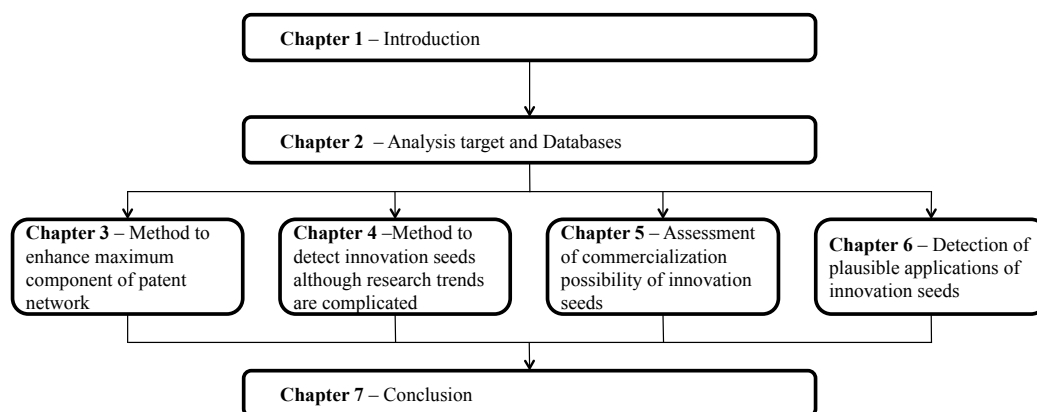 Chapter 1 – Introduction
Chapter 2 – Analysis target and Databases
Chapter 3 – Method to
enhance maximum
component of patent
network
Chapter 4 –Method to
detect innovation seeds
although research trends
are complicated
Chapter 5 – Assessment
of commercialization
possibility of innovation
seeds
Chapter 6 – Detection of
plausible applications of
innovation seeds
Chapter 7 – Conclusion